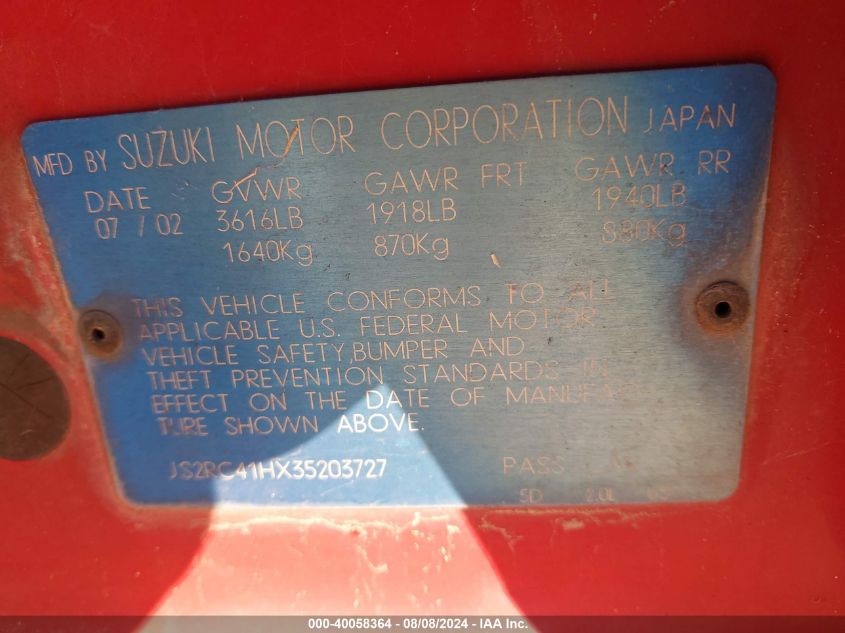 MFD BY SUZUKI MOTOR CORPORATION JAPAN
DATE GVWR GAWR FRT GAWR RR
07 / 02 3616LB 1918LB 1940LB
1640Kg 870Kg 880Kg
THIS VEHICLE CONFORMS TO ALL
APPLICABLE U.S. FEDERAL MOTOR
VEHICLE SAFETY,BUMPER AND
THEFT PREVENTION STANDARDS IN
EFFECT ON THE DATE OF MANUFAC
TURE SHOWN ABOVE.
JS2RC41HX35203727 PASS
5D 2.0L
000-40058364 - 08/08/2024 - IAA Inc.